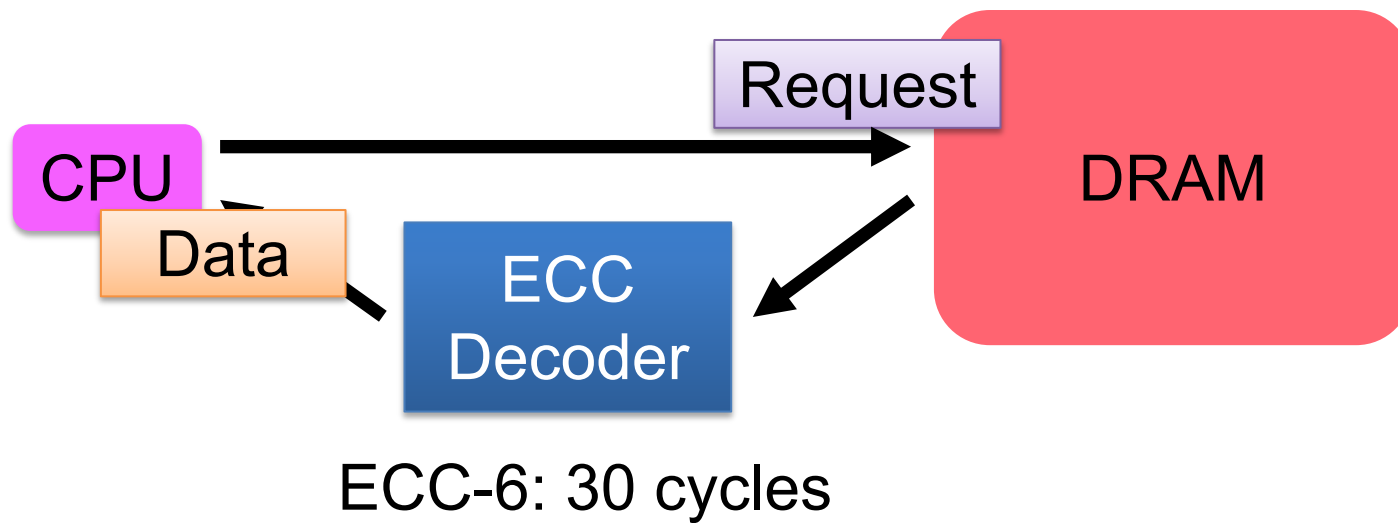 Request
CPU
DRAM
Data
ECC
Decoder
ECC-6: 30 cycles